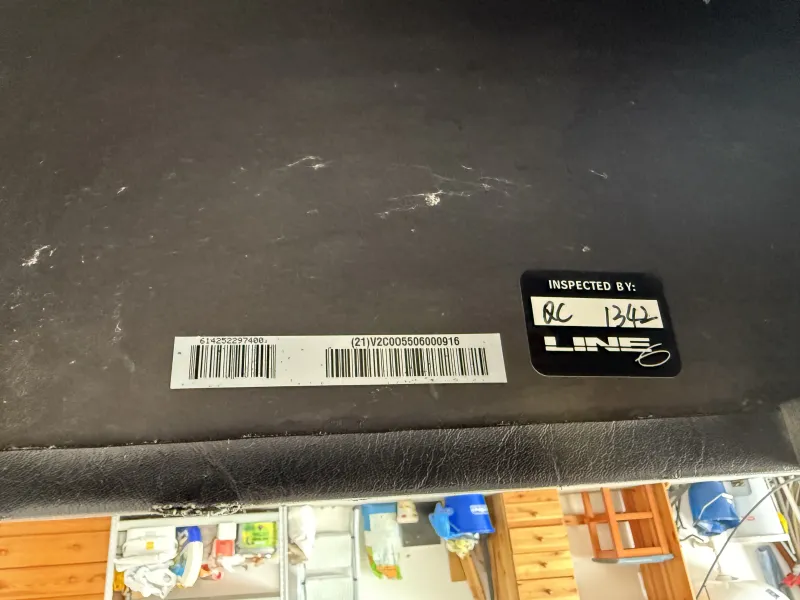 INSPECTED BY:
QC 1342
LINE 6
614252297400
(21)V2C005506000916